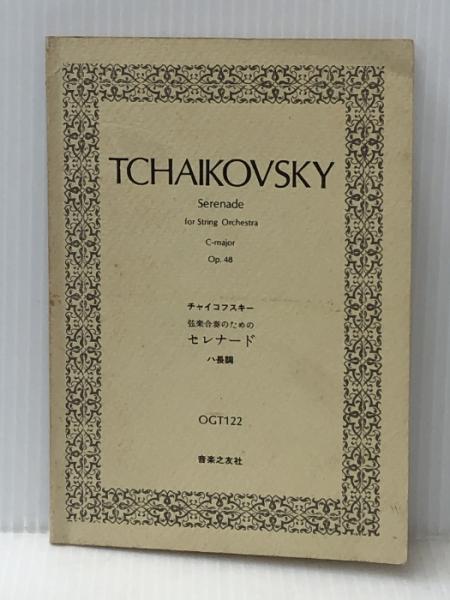 TCHAIKOVSKY
Serenade
for String Orchestra
C-major
Op. 48
チャイコフスキー
弦楽合奏のための
セレナード
ハ長調
OGT122
音楽之友社